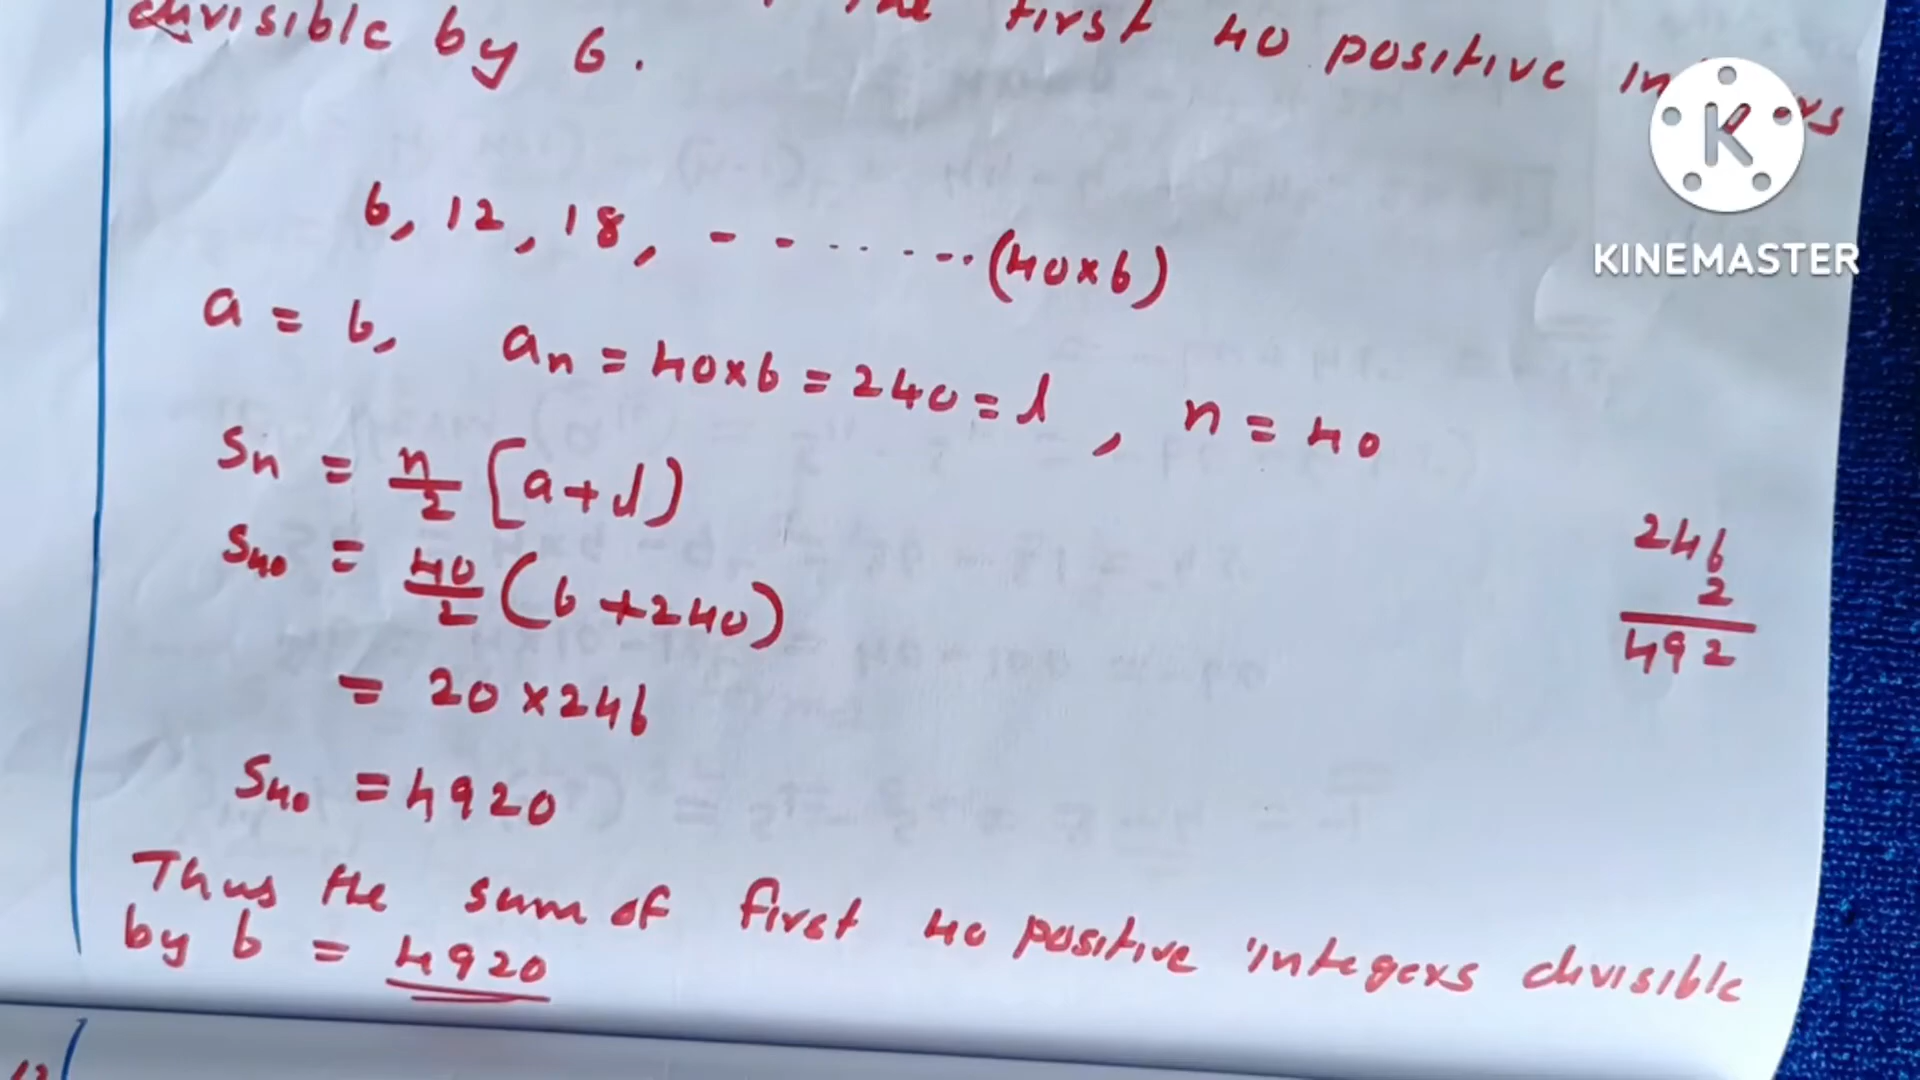 the first 40 positive
divisible by 6.
6, 12, 18, - - ....-.. (40×6)
a = 6, an = 40×6 = 240 = l, n = 40
Sn = n/2 [a+l)
S40 = 40/2 (6 +240)
= 20 ×246
S40 = 4920
Thus the sum of first 40 positive integers divisible
by 6 = 4920
246
2
492
KINEMASTER